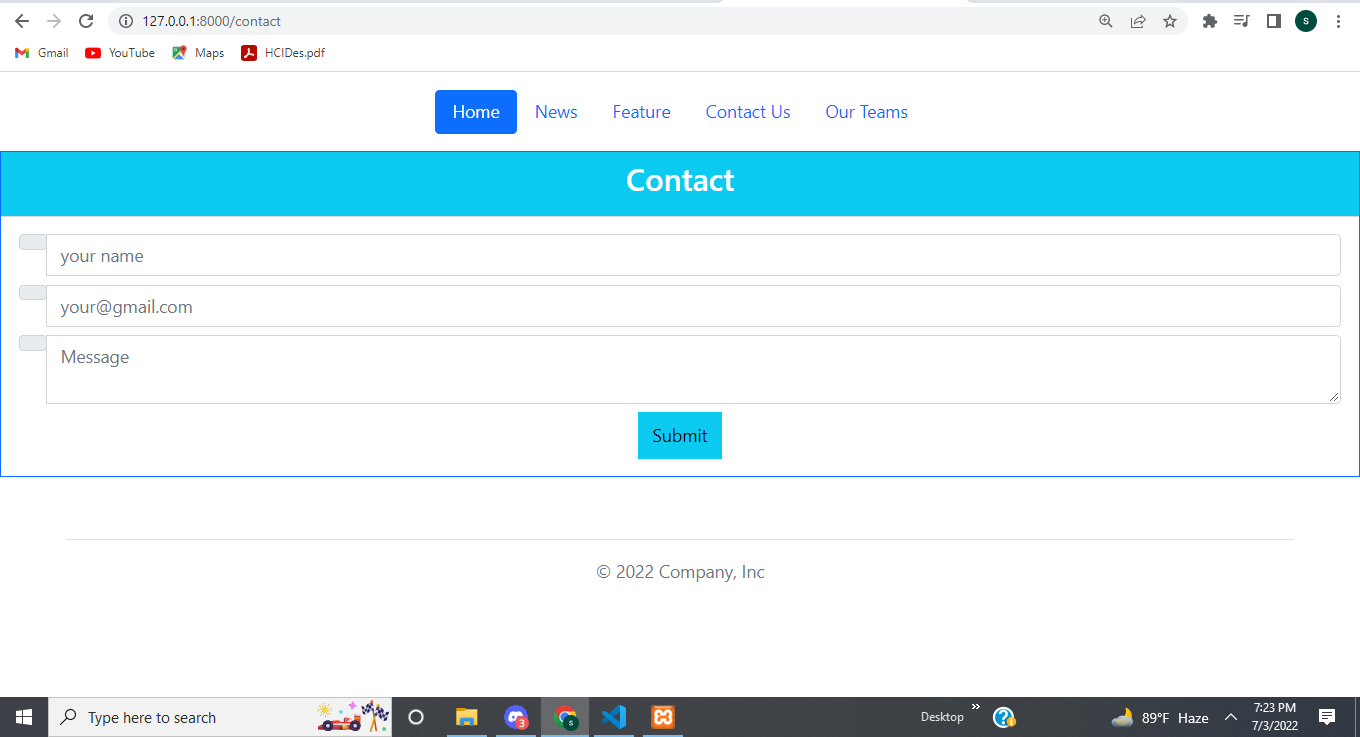 127.0.0.1:8000/contact
S
Gmail YouTube Maps HCIDes.pdf
Home News Feature Contact Us Our Teams
Contact
your name
your@gmail.com
Message
Submit
© 2022 Company, Inc
Type here to search 3 S Desktop » 89°F Haze 7:23 PM
7/3/2022